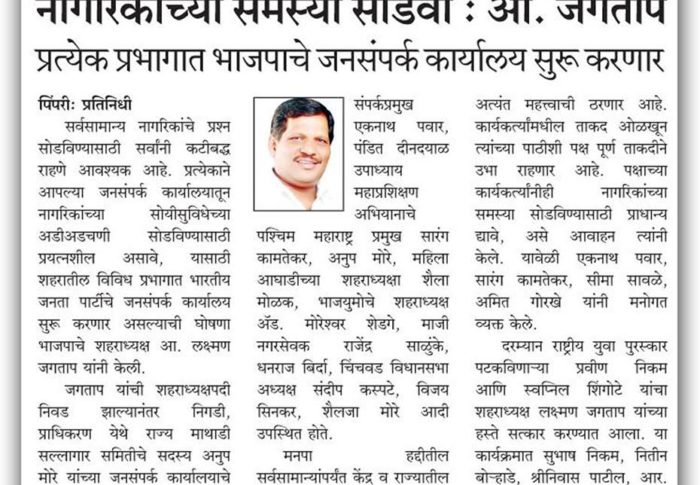 नागरिकांच्या समस्या सोडवा : आ. जगताप
प्रत्येक प्रभागात भाजपाचे जनसंपर्क कार्यालय सुरू करणार
पिंपरी: प्रतिनिधी
सर्वसामान्य नागरिकांचे प्रश्न
सोडविण्यासाठी सर्वांनी कटीबद्ध
राहणे आवश्यक आहे. प्रत्येकाने
आपल्या जनसंपर्क कार्यालयातून
नागरिकांच्या सोयीसुविधेच्या
अडीअडचणी सोडविण्यासाठी
प्रयत्नशील असावे, यासाठी
शहरातील विविध प्रभागात भारतीय
जनता पार्टीचे जनसंपर्क कार्यालय
सुरू करणार असल्याची घोषणा
भाजपाचे शहराध्यक्ष आ. लक्ष्मण
जगताप यांनी केली.
जगताप यांची शहराध्यक्षपदी
निवड झाल्यानंतर निगडी,
प्राधिकरण येथे राज्य माथाडी
सल्लागार समितीचे सदस्य अनुप
मोरे यांच्या जनसंपर्क कार्यालयाचे
संपर्कप्रमुख
एकनाथ पवार,
पंडित दीनदयाळ
उपाध्याय
महाप्रशिक्षण
अभियानाचे
पश्चिम महाराष्ट्र प्रमुख सारंग
कामतेकर, अनुप मोरे, महिला
आघाडीच्या शहराध्यक्षा शैला
मोळक, भाजयुमोचे शहराध्यक्ष
ॲड. मोरेश्वर शेडगे, माजी
नगरसेवक राजेंद्र साळुंके,
धनराज बिर्दा, चिंचवड विधानसभा
अध्यक्ष संदीप कस्पटे, विजय
सिनकर, शैलजा मोरे आदी
उपस्थित होते.
मनपा हद्दीतील
सर्वसामान्यांपर्यंत केंद्र व राज्यातील
अत्यंत महत्त्वाची ठरणार आहे.
कार्यकर्त्यांमधील ताकद ओळखून
त्यांच्या पाठीशी पक्ष पूर्ण ताकदीने
उभा राहणार आहे. पक्षाच्या
कार्यकर्त्यांनीही नागरिकांच्या
समस्या सोडविण्यासाठी प्राधान्य
द्यावे, असे आवाहन त्यांनी
केले. यावेळी एकनाथ पवार,
सारंग कामतेकर, सीमा सावळे,
अमित गोरखे यांनी मनोगत
व्यक्त केले.
दरम्यान राष्ट्रीय युवा पुरस्कार
पटकविणाऱ्या प्रवीण निकम
आणि स्वप्निल शिंगोटे यांचा
शहराध्यक्ष लक्ष्मण जगताप यांच्या
हस्ते सत्कार करण्यात आला. या
कार्यक्रमात सुभाष निकम, नितीन
बोऱ्हाडे, श्रीनिवास पाटील, आर.